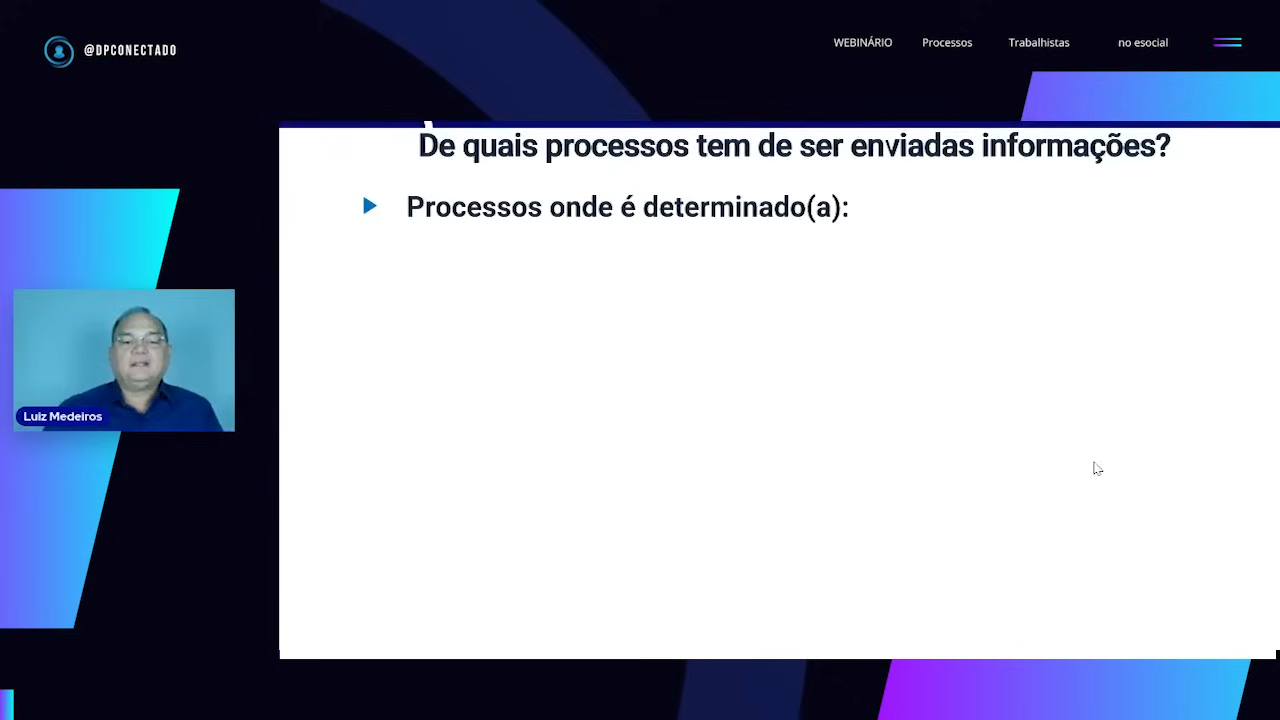 @DPCONECTADO
WEBINÁRIO Processos Trabalhistas no esocial
De quais processos tem de ser enviadas informações?
Processos onde é determinado(a):
Luiz Medeiros